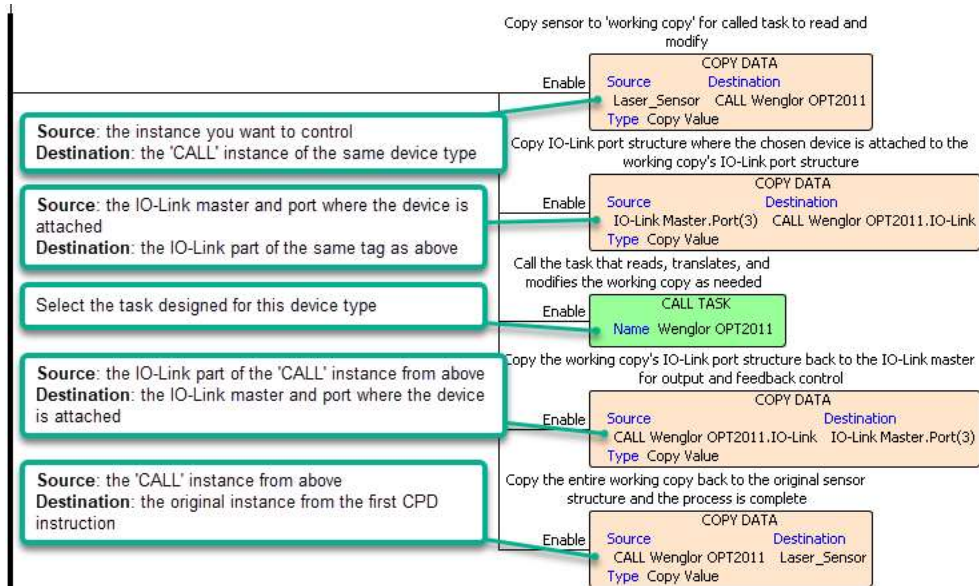 Copy sensor to 'working copy' for called task to read and
modify
COPY DATA
Enable
Source Destination
Laser_Sensor CALL Wenglor OPT2011
Type Copy Value
Source: the instance you want to control
Destination: the 'CALL' instance of the same device type
Copy IO-Link port structure where the chosen device is attached to the
working copy's IO-Link port structure
COPY DATA
Enable
Source Destination
IO-Link Master.Port(3) CALL Wenglor OPT2011.IO-Link
Type Copy Value
Source: the IO-Link master and port where the device is
attached
Destination: the IO-Link part of the same tag as above
Call the task that reads, translates, and
modifies the working copy as needed
CALL TASK
Enable
Name Wenglor OPT2011
Select the task designed for this device type
Copy the working copy's IO-Link port structure back to the IO-Link master
for output and feedback control
COPY DATA
Enable
Source Destination
CALL Wenglor OPT2011.IO-Link IO-Link Master.Port(3)
Type Copy Value
Source: the IO-Link part of the 'CALL' instance from above
Destination: the IO-Link master and port where the device
is attached
Copy the entire working copy back to the original sensor
structure and the process is complete
COPY DATA
Enable
Source Destination
CALL Wenglor OPT2011 Laser_Sensor
Type Copy Value
Source: the 'CALL' instance from above
Destination: the original instance from the first CPD
instruction